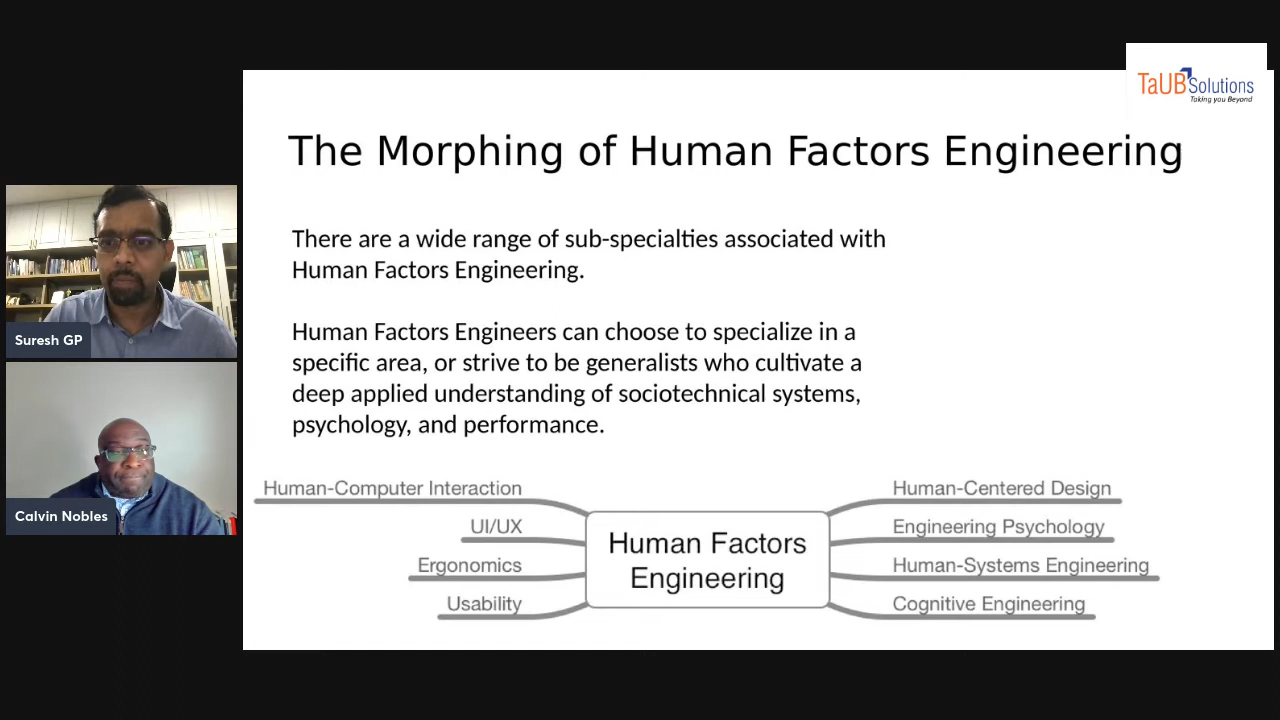 TaUB Solutions
Taking you Beyond
The Morphing of Human Factors Engineering
There are a wide range of sub-specialties associated with
Human Factors Engineering.
Human Factors Engineers can choose to specialize in a
specific area, or strive to be generalists who cultivate a
deep applied understanding of sociotechnical systems,
psychology, and performance.
Human-Computer Interaction
UI/UX
Ergonomics
Usability
Human Factors
Engineering
Human-Centered Design
Engineering Psychology
Human-Systems Engineering
Cognitive Engineering
Suresh GP
Calvin Nobles